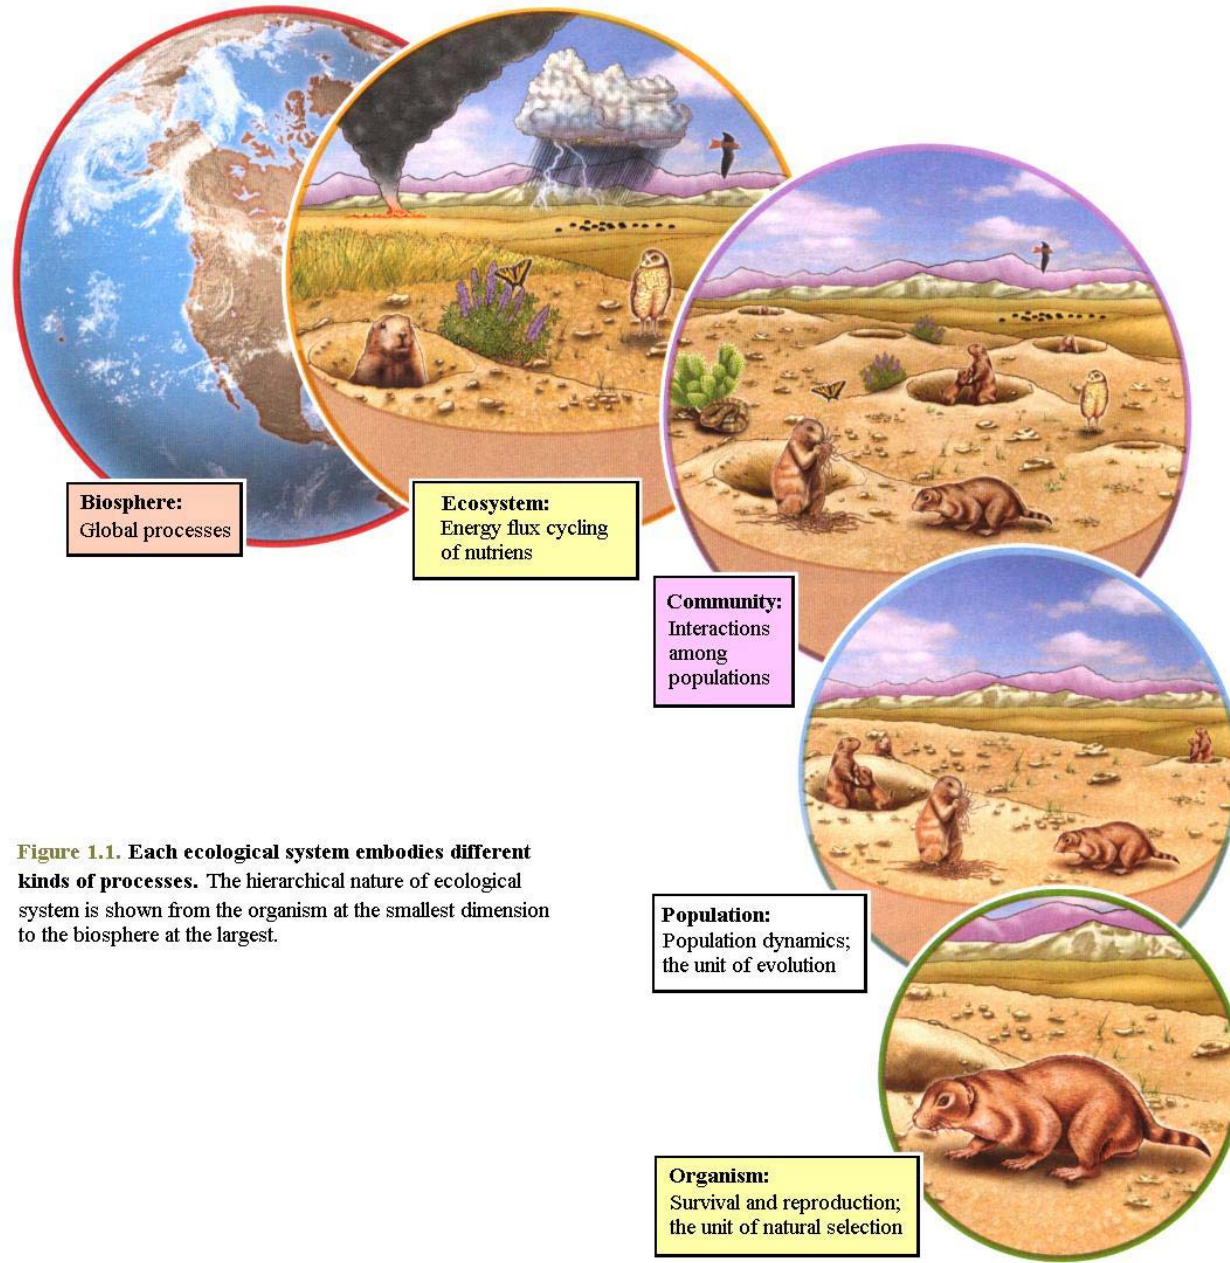 Biosphere:
Global processes
Ecosystem:
Energy flux cycling
of nutriens
Community:
Interactions
among
populations
Figure 1.1. Each ecological system embodies different
kinds of processes. The hierarchical nature of ecological
system is shown from the organism at the smallest dimension
to the biosphere at the largest.
Population:
Population dynamics;
the unit of evolution
Organism:
Survival and reproduction;
the unit of natural selection